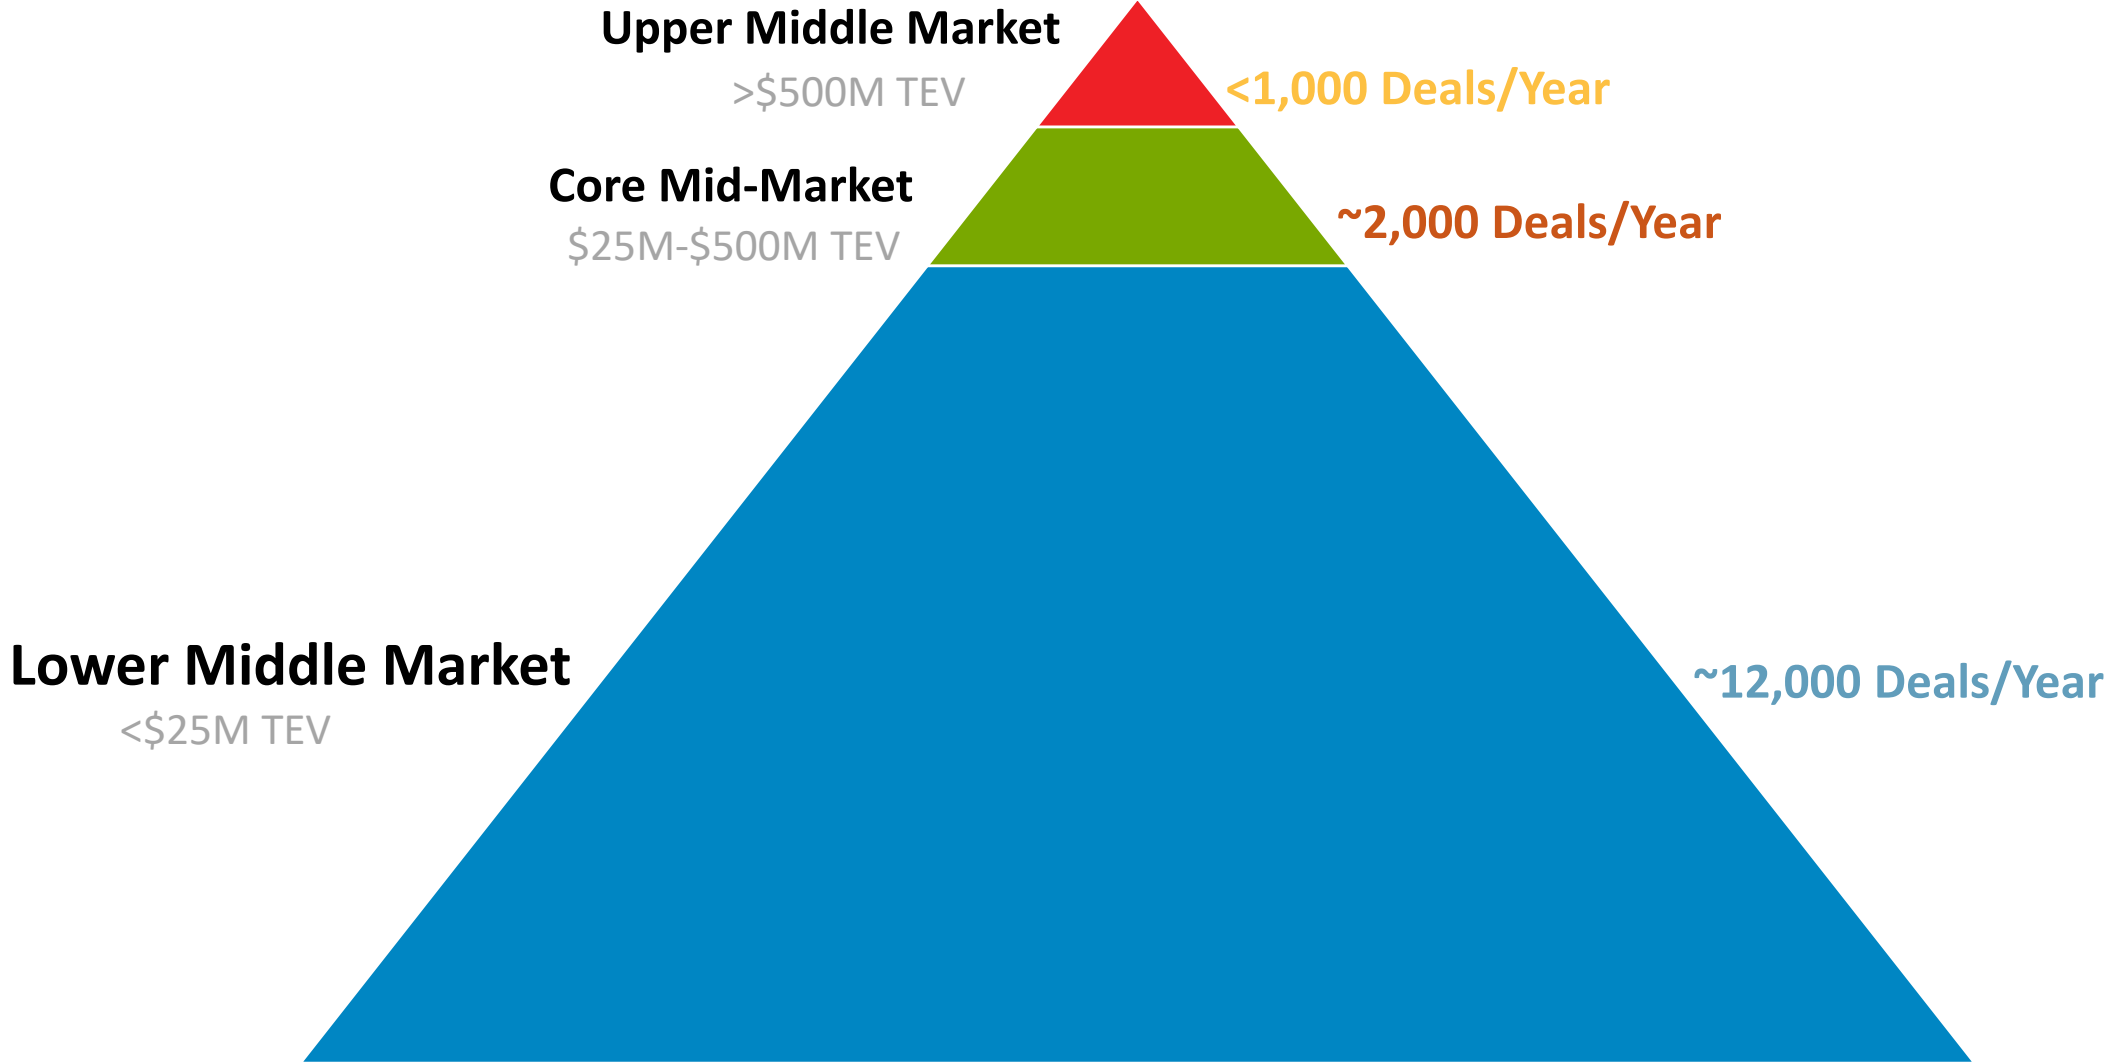 Upper Middle Market
>$500M TEV
<1,000 Deals/Year
Core Mid-Market
$25M-$500M TEV
~2,000 Deals/Year
Lower Middle Market
<$25M TEV
~12,000 Deals/Year